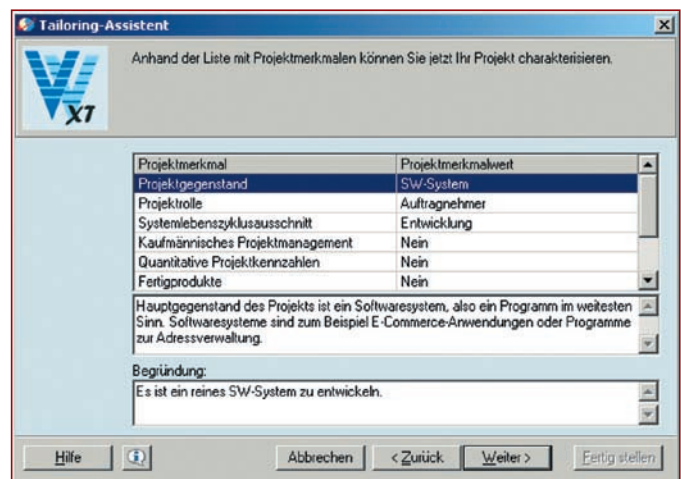 Tailoring-Assistent
Anhand der Liste mit Projektmerkmalen können Sie jetzt Ihr Projekt charakterisieren.
V XT
Projektmerkmal Projektmerkmalwert
Projektgegenstand SW-System
Projektrolle Auftragnehmer
Systemlebenszyklusausschnitt Entwicklung
Kaufmännisches Projektmanagement Nein
Quantitative Projektkennzahlen Nein
Fertigprodukte Nein
Hauptgegenstand des Projekts ist ein Softwaresystem, also ein Programm im weitesten
Sinn. Softwaresysteme sind zum Beispiel E-Commerce-Anwendungen oder Programme
zur Adressverwaltung.
Begründung:
Es ist ein reines SW-System zu entwickeln.
Hilfe Abbrechen < Zurück Weiter > Fertig stellen